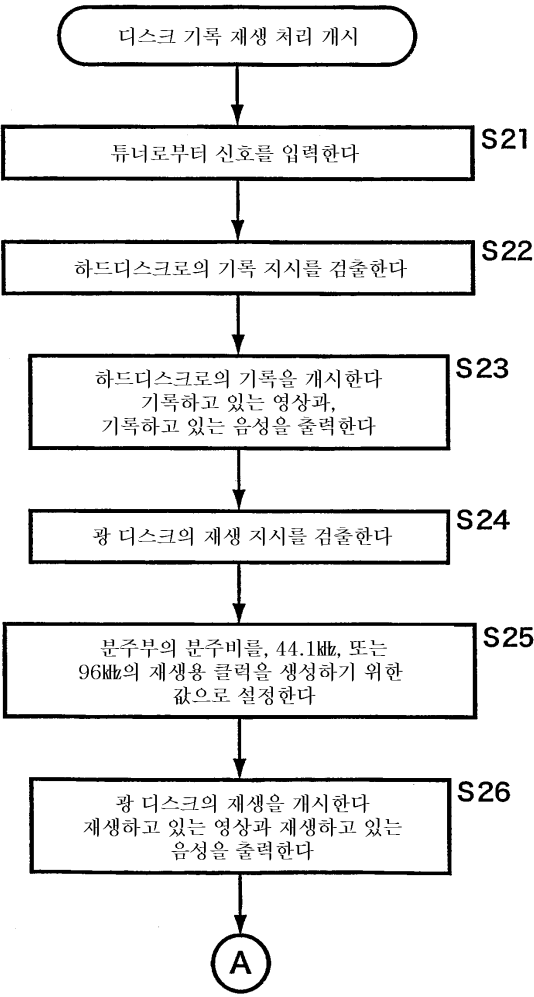 디스크 기록 재생 처리 개시
S21
튜너로부터 신호를 입력한다
S22
하드디스크로의 기록 지시를 검출한다
S23
하드디스크로의 기록을 개시한다
기록하고 있는 영상과,
기록하고 있는 음성을 출력한다
S24
광 디스크의 재생 지시를 검출한다
S25
분주부의 분주비를, 44.1㎑, 또는
96㎑의 재생용 클럭을 생성하기 위한
값으로 설정한다
S26
광 디스크의 재생을 개시한다
재생하고 있는 영상과 재생하고 있는
음성을 출력한다
A